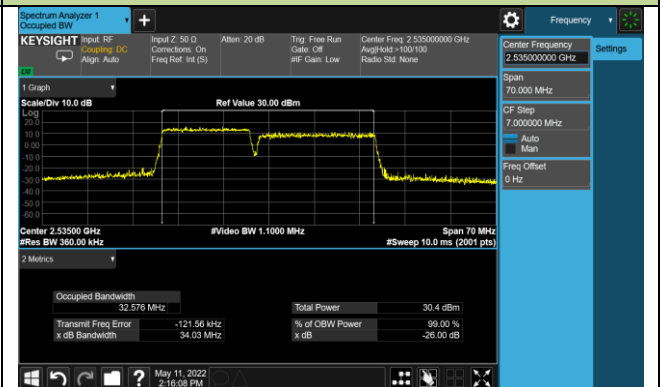 Spectrum Analyzer 1
Occupied BW
Frequency
KEYSIGHT
Input: RF
Coupling: DC
Align: Auto
Input Z: 50 Ω
Corrections: On
Freq Ref: Int (S)
Atten: 20 dB
Trig: Free Run
Gate: Off
#IF Gain: Low
Center Freq: 2.535000000 GHz
Avg|Hold:>100/100
Radio Std: None
Center Frequency
2.535000000 GHz
Settings
Span
70.000 MHz
CF Step
7.000000 MHz
Auto
Man
Freq Offset
0 Hz
1 Graph
Scale/Div 10.0 dB
Ref Value 30.00 dBm
Log
20.0
10.0
0.00
-10.0
-20.0
-30.0
-40.0
-50.0
-60.0
Center 2.53500 GHz
#Video BW 1.1000 MHz
Span 70 MHz
#Res BW 360.00 kHz
#Sweep 10.0 ms (2001 pts)
2 Metrics
Occupied Bandwidth
32.576 MHz
Total Power
30.4 dBm
Transmit Freq Error
-121.56 kHz
% of OBW Power
99.00 %
x dB Bandwidth
34.03 MHz
x dB
-26.00 dB
?
May 11, 2022
2:16:08 PM